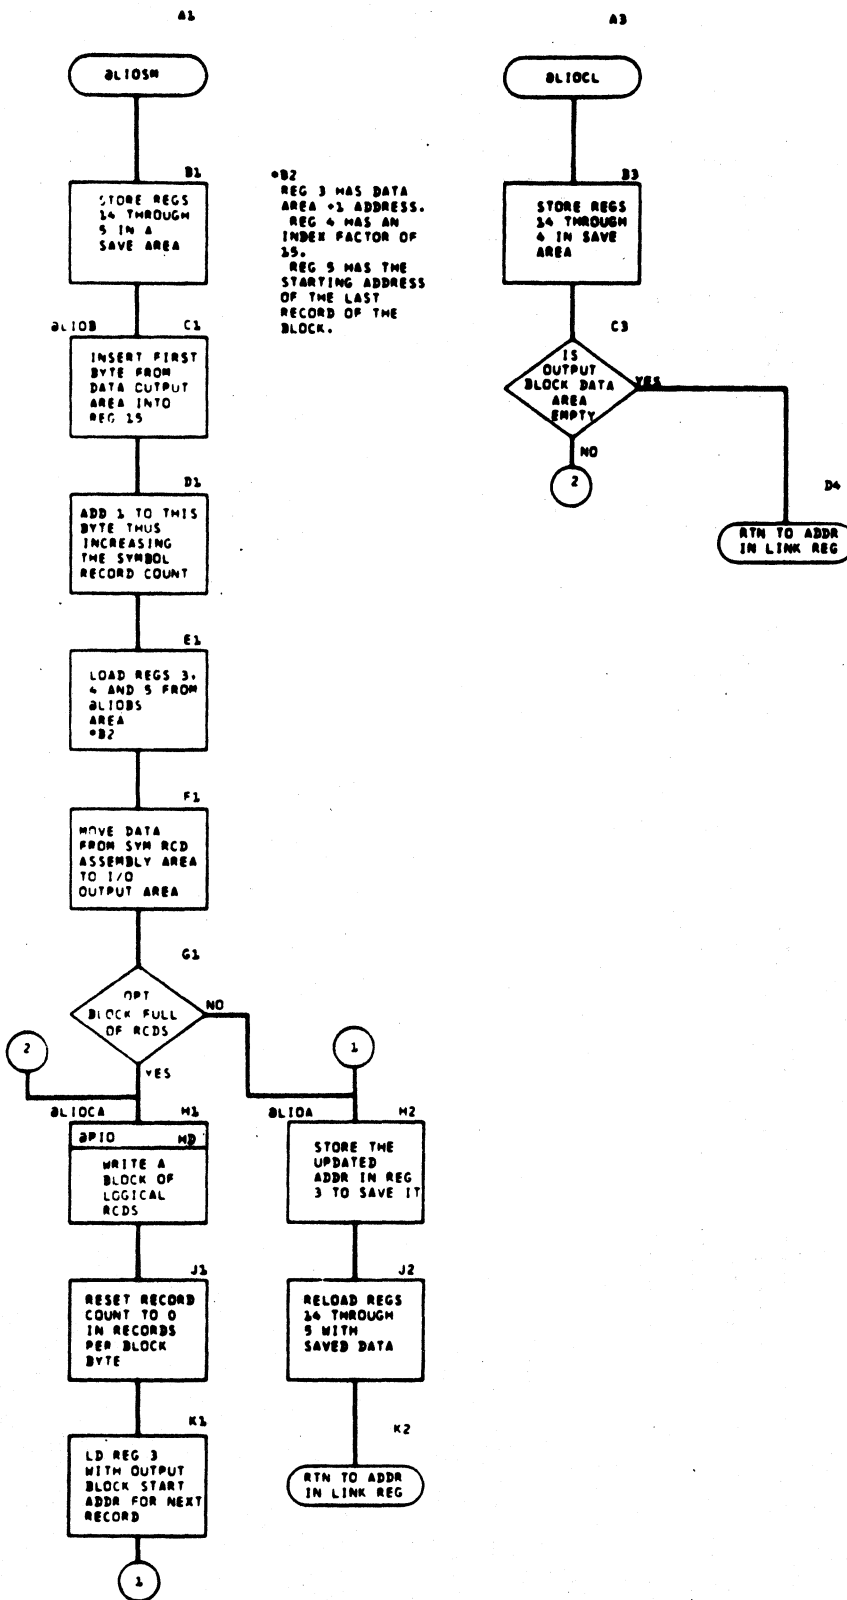 A1
@LIOSM
B1
STORE REGS
14 THROUGH
5 IN A
SAVE AREA
*B2
REG 3 HAS DATA
AREA +1 ADDRESS.
REG 4 HAS AN
INDEX FACTOR OF
15.
REG 5 HAS THE
STARTING ADDRESS
OF THE LAST
RECORD OF THE
BLOCK.
@LIOB C1
INSERT FIRST
BYTE FROM
DATA OUTPUT
AREA INTO
REG 15
D1
ADD 1 TO THIS
BYTE THUS
INCREASING
THE SYMBOL
RECORD COUNT
E1
LOAD REGS 3,
4 AND 5 FROM
@LIOBS
AREA
*B2
F1
MOVE DATA
FROM SYM RCD
ASSEMBLY AREA
TO I/O
OUTPUT AREA
G1
OPT
BLOCK FULL
OF RCDS
NO
YES
2
@LIOCA H1
@PIO HD
WRITE A
BLOCK OF
LOGICAL
RCDS
J1
RESET RECORD
COUNT TO 0
IN RECORDS
PER BLOCK
BYTE
K1
LD REG 3
WITH OUTPUT
BLOCK START
ADDR FOR NEXT
RECORD
1
1
@LIOA H2
STORE THE
UPDATED
ADDR IN REG
3 TO SAVE IT
J2
RELOAD REGS
14 THROUGH
5 WITH
SAVED DATA
K2
RTN TO ADDR
IN LINK REG
A3
@LIOCL
B3
STORE REGS
14 THROUGH
4 IN SAVE
AREA
C3
IS
OUTPUT
BLOCK DATA
AREA
EMPTY
YES
NO
2
D4
RTN TO ADDR
IN LINK REG